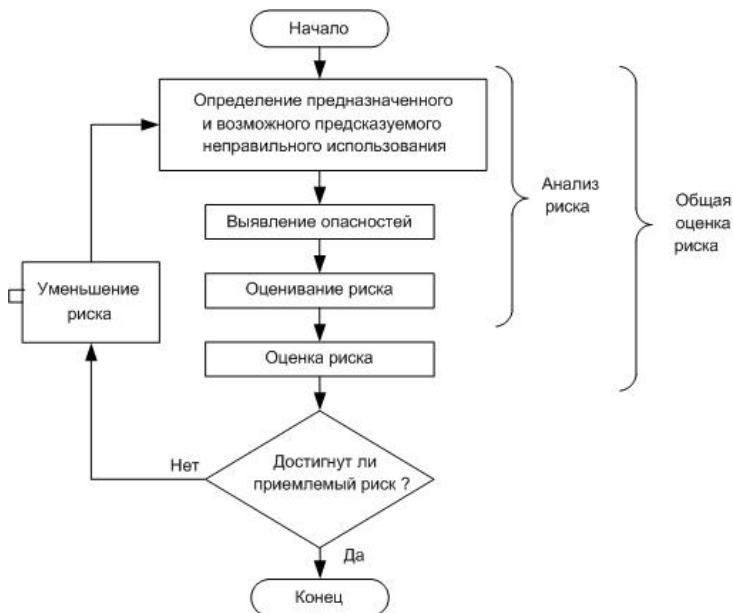 Начало
Определение предназначенного
и возможного предсказуемого
неправильного использования
Анализ
риска
Общая
оценка
риска
Выявление опасностей
Уменьшение
риска
Оценивание риска
Оценка риска
Нет
Достигнут ли
приемлемый риск ?
Да
Конец